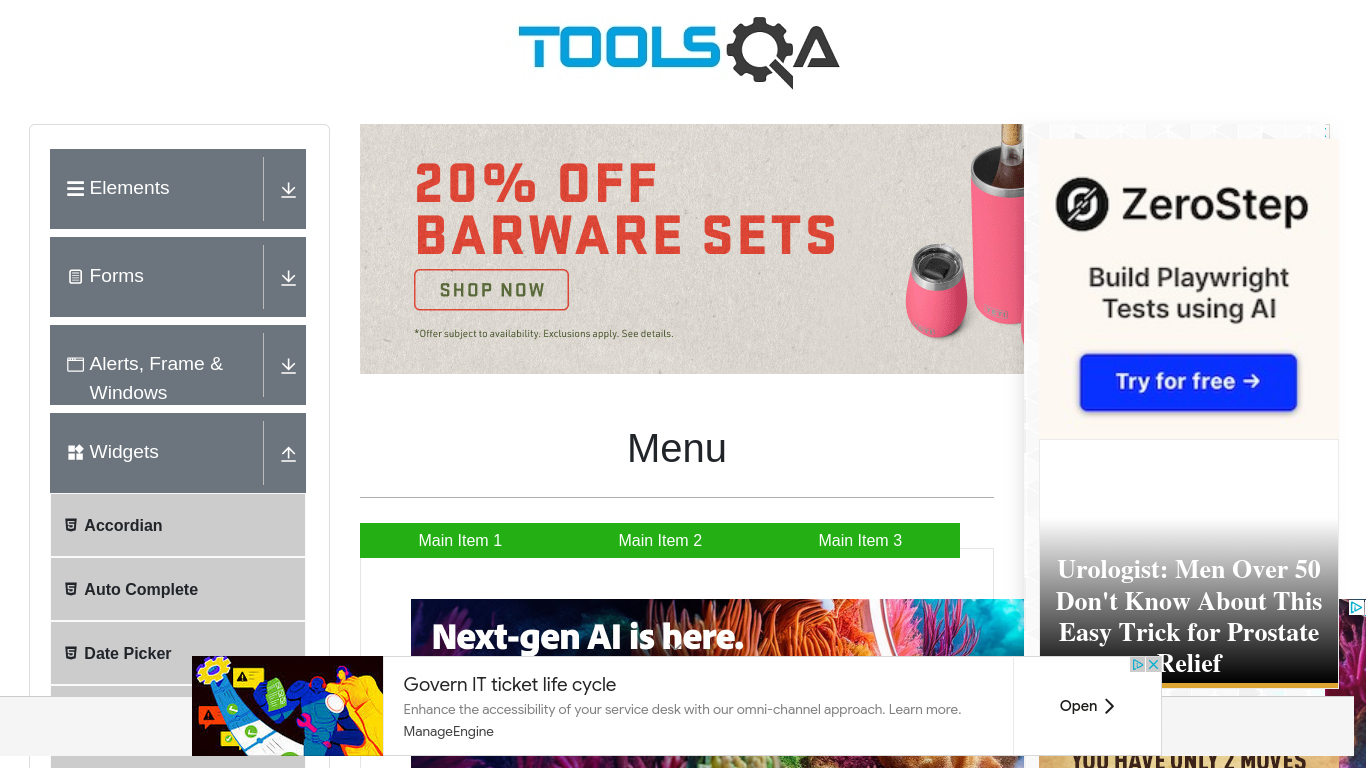 TOOLSQA
Elements
Forms
Alerts, Frame &
Windows
Widgets
Accordian
Auto Complete
Date Picker
20% OFF
BARWARE SETS
SHOP NOW
*Offer subject to availability. Exclusions apply. See details.
Menu
Main Item 1
Main Item 2
Main Item 3
Next-gen AI is here.
ZeroStep
Build Playwright
Tests using AI
Try for free →
Urologist: Men Over 50
Don't Know About This
Easy Trick for Prostate
Relief
Govern IT ticket life cycle
Enhance the accessibility of your service desk with our omni-channel approach. Learn more.
ManageEngine
Open
YOU HAVE ONLY 2 MOVES